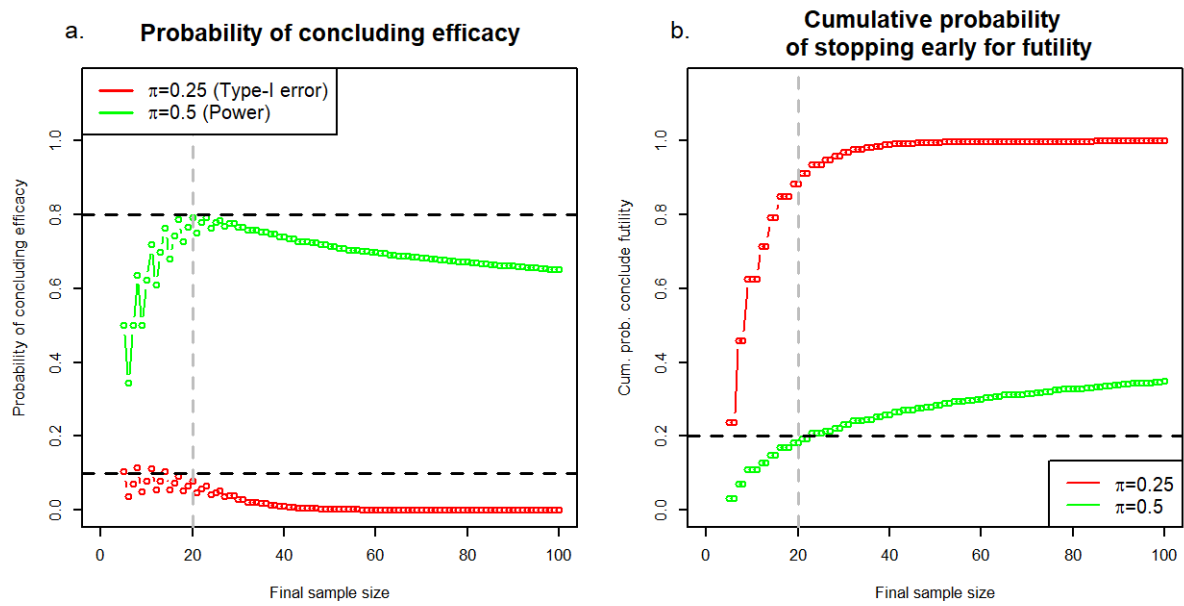 a.
Probability of concluding efficacy
π=0.25 (Type-I error)
π=0.5 (Power)
Probability of concluding efficacy
0.0
0.2
0.4
0.6
0.8
1.0
0
20
40
60
80
100
Final sample size
b.
Cumulative probability
of stopping early for futility
Cum. prob. conclude futility
0.0
0.2
0.4
0.6
0.8
1.0
π=0.25
π=0.5
0
20
40
60
80
100
Final sample size